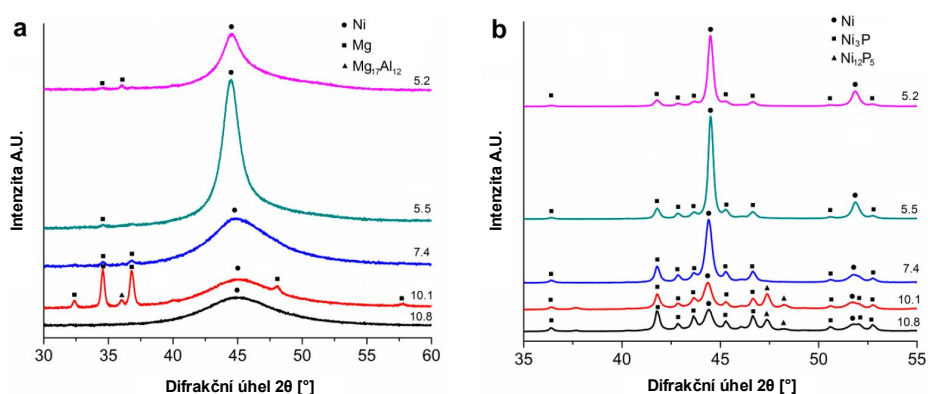 a
● Ni
■ Mg
▲ Mg₁₇Al₁₂
5.2
5.5
7.4
10.1
10.8
30 35 40 45 50 55 60
Difrakční úhel 2θ [°]
Intenzita A.U.
b
● Ni
■ Ni₃P
▲ Ni₁₂P₅
5.2
5.5
7.4
10.1
10.8
35 40 45 50 55
Difrakční úhel 2θ [°]
Intenzita A.U.